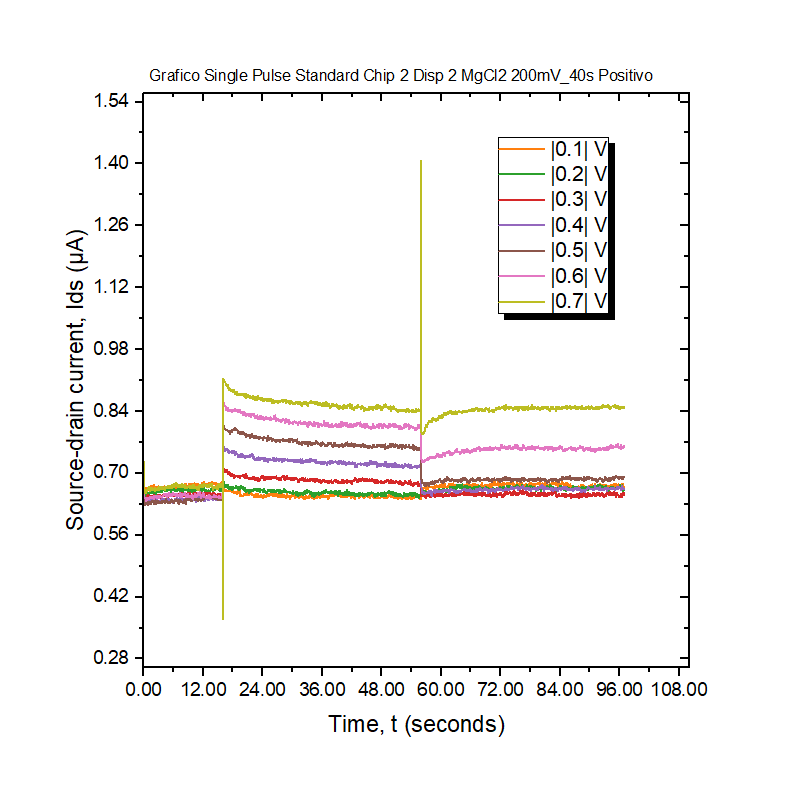 Grafico Single Pulse Standard Chip 2 Disp 2 MgCl2 200mV_40s Positivo
1.54
1.40
1.26
1.12
0.98
0.84
0.70
0.56
0.42
0.28
Source-drain current, Ids (µA)
|0.1| V
|0.2| V
|0.3| V
|0.4| V
|0.5| V
|0.6| V
|0.7| V
0.00 12.00 24.00 36.00 48.00 60.00 72.00 84.00 96.00 108.00
Time, t (seconds)